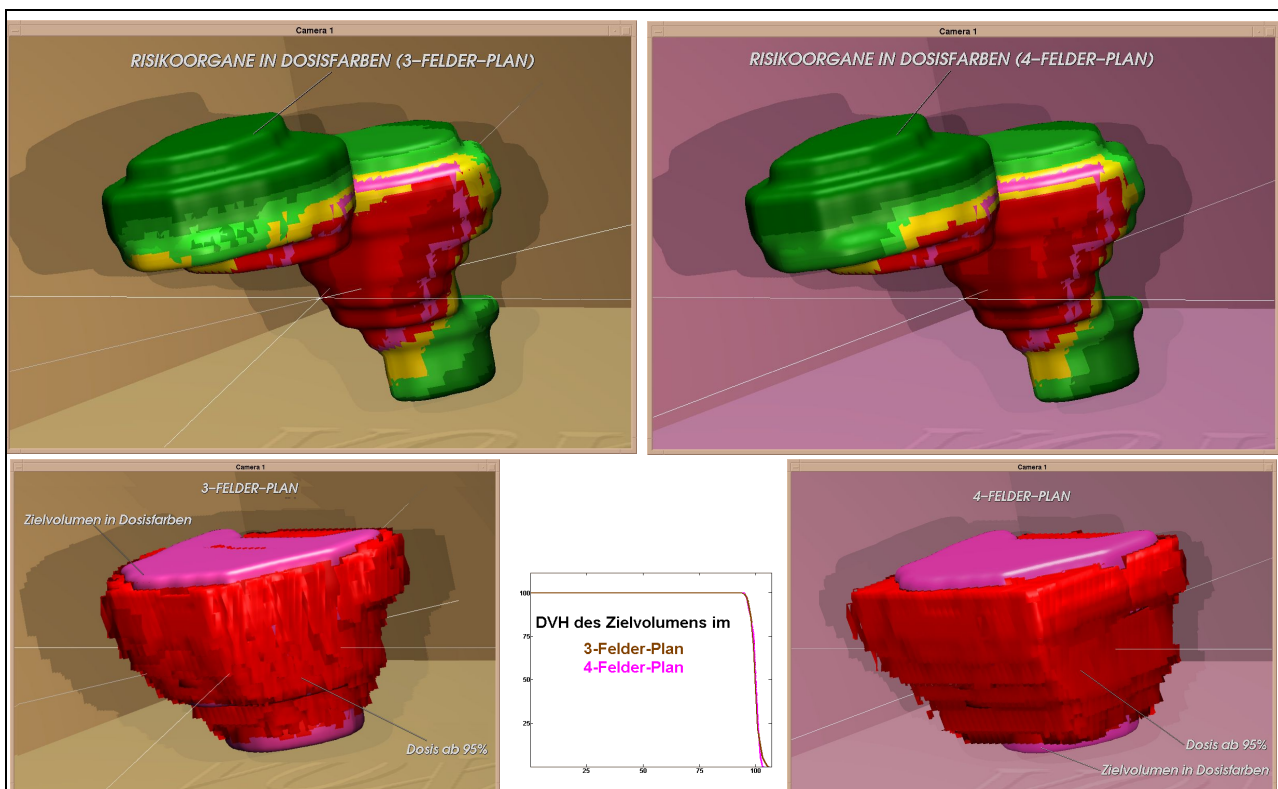 Camera 1
RISIKOORGANE IN DOSISFARBEN (3-FELDER-PLAN)
Camera 1
RISIKOORGANE IN DOSISFARBEN (4-FELDER-PLAN)
Camera 1
3-FELDER-PLAN
Zielvolumen in Dosisfarben
Dosis ab 95%
100
75
50
25
25
50
75
100
DVH des Zielvolumens im
3-Felder-Plan
4-Felder-Plan
Camera 1
4-FELDER-PLAN
Dosis ab 95%
Zielvolumen in Dosisfarben